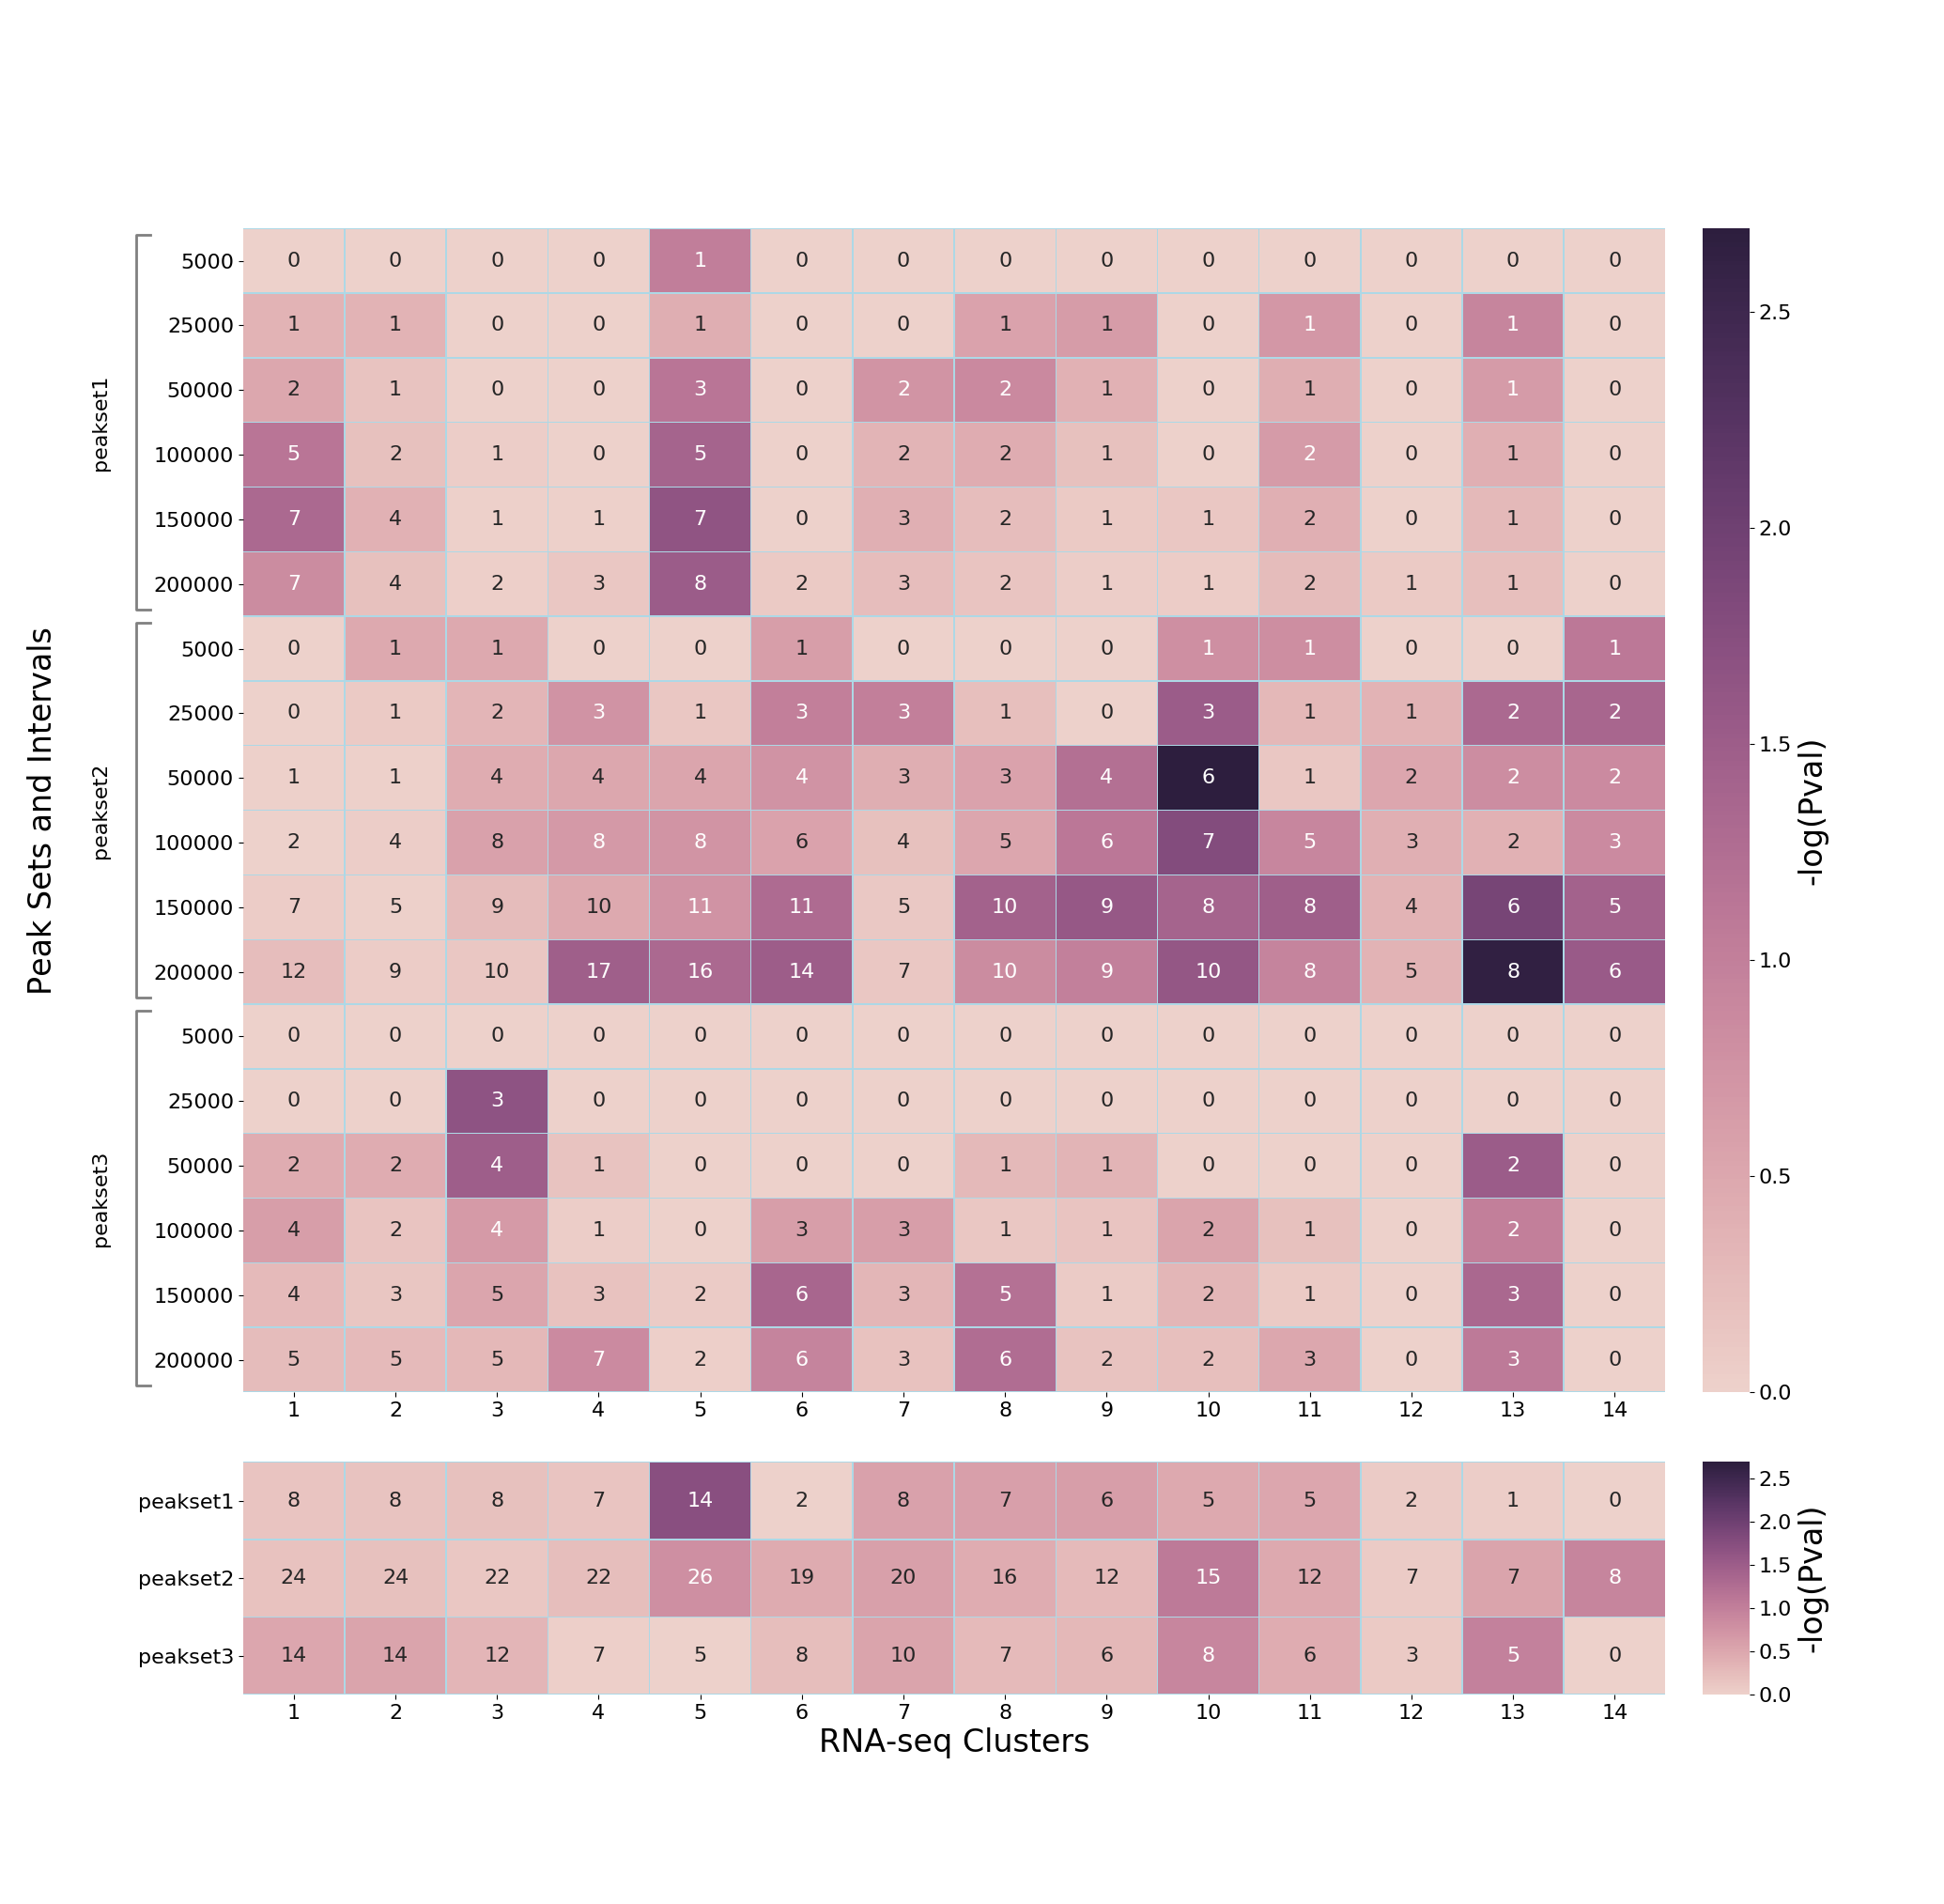 peakset1
5000 0 0 0 0 1 0 0 0 0 0 0 0 0 0
25000 1 1 0 0 1 0 0 1 1 0 1 0 1 0
50000 2 1 0 0 3 0 2 2 1 0 1 0 1 0
100000 5 2 1 0 5 0 2 2 1 0 2 0 1 0
150000 7 4 1 1 7 0 3 2 1 1 2 0 1 0
200000 7 4 2 3 8 2 3 2 1 1 2 1 1 0
Peak Sets and Intervals
peakset2
5000 0 1 1 0 0 1 0 0 0 1 1 0 0 1
25000 0 1 2 3 1 3 3 1 0 3 1 1 2 2
50000 1 1 4 4 4 4 3 3 4 6 1 2 2 2
100000 2 4 8 8 8 6 4 5 6 7 5 3 2 3
150000 7 5 9 10 11 11 5 10 9 8 8 4 6 5
200000 12 9 10 17 16 14 7 10 9 10 8 5 8 6
peakset3
5000 0 0 0 0 0 0 0 0 0 0 0 0 0 0
25000 0 0 3 0 0 0 0 0 0 0 0 0 0 0
50000 2 2 4 1 0 0 0 1 1 0 0 0 2 0
100000 4 2 4 1 0 3 3 1 1 2 1 0 2 0
150000 4 3 5 3 2 6 3 5 1 2 1 0 3 0
200000 5 5 5 7 2 6 3 6 2 2 3 0 3 0
1 2 3 4 5 6 7 8 9 10 11 12 13 14
2.5
2.0
1.5
1.0
0.5
0.0
-log(Pval)
peakset1 8 8 8 7 14 2 8 7 6 5 5 2 1 0
peakset2 24 24 22 22 26 19 20 16 12 15 12 7 7 8
peakset3 14 14 12 7 5 8 10 7 6 8 6 3 5 0
1 2 3 4 5 6 7 8 9 10 11 12 13 14
RNA-seq Clusters
2.5
2.0
1.5
1.0
0.5
0.0
-log(Pval)